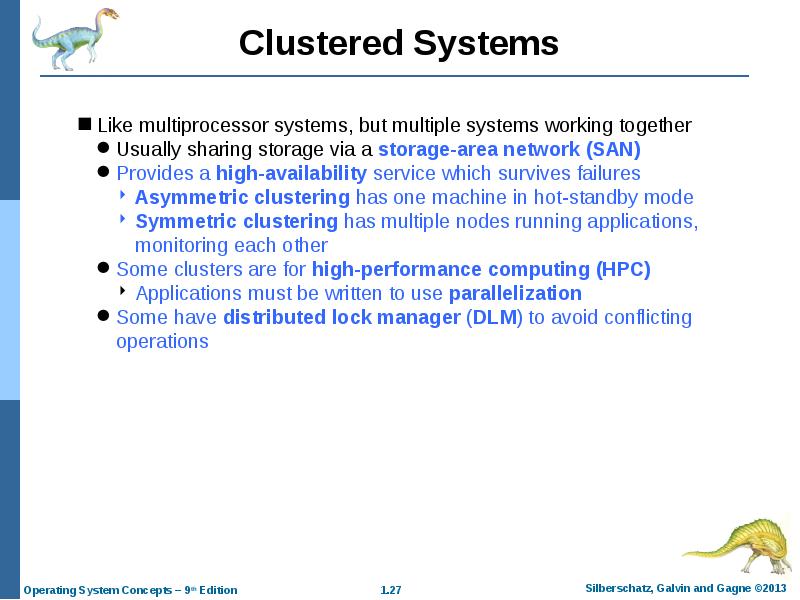 Clustered Systems
Like multiprocessor systems, but multiple systems working together
Usually sharing storage via a storage-area network (SAN)
Provides a high-availability service which survives failures
Asymmetric clustering has one machine in hot-standby mode
Symmetric clustering has multiple nodes running applications,
monitoring each other
Some clusters are for high-performance computing (HPC)
Applications must be written to use parallelization
Some have distributed lock manager (DLM) to avoid conflicting
operations
Operating System Concepts – 9th Edition
1.27
Silberschatz, Galvin and Gagne ©2013